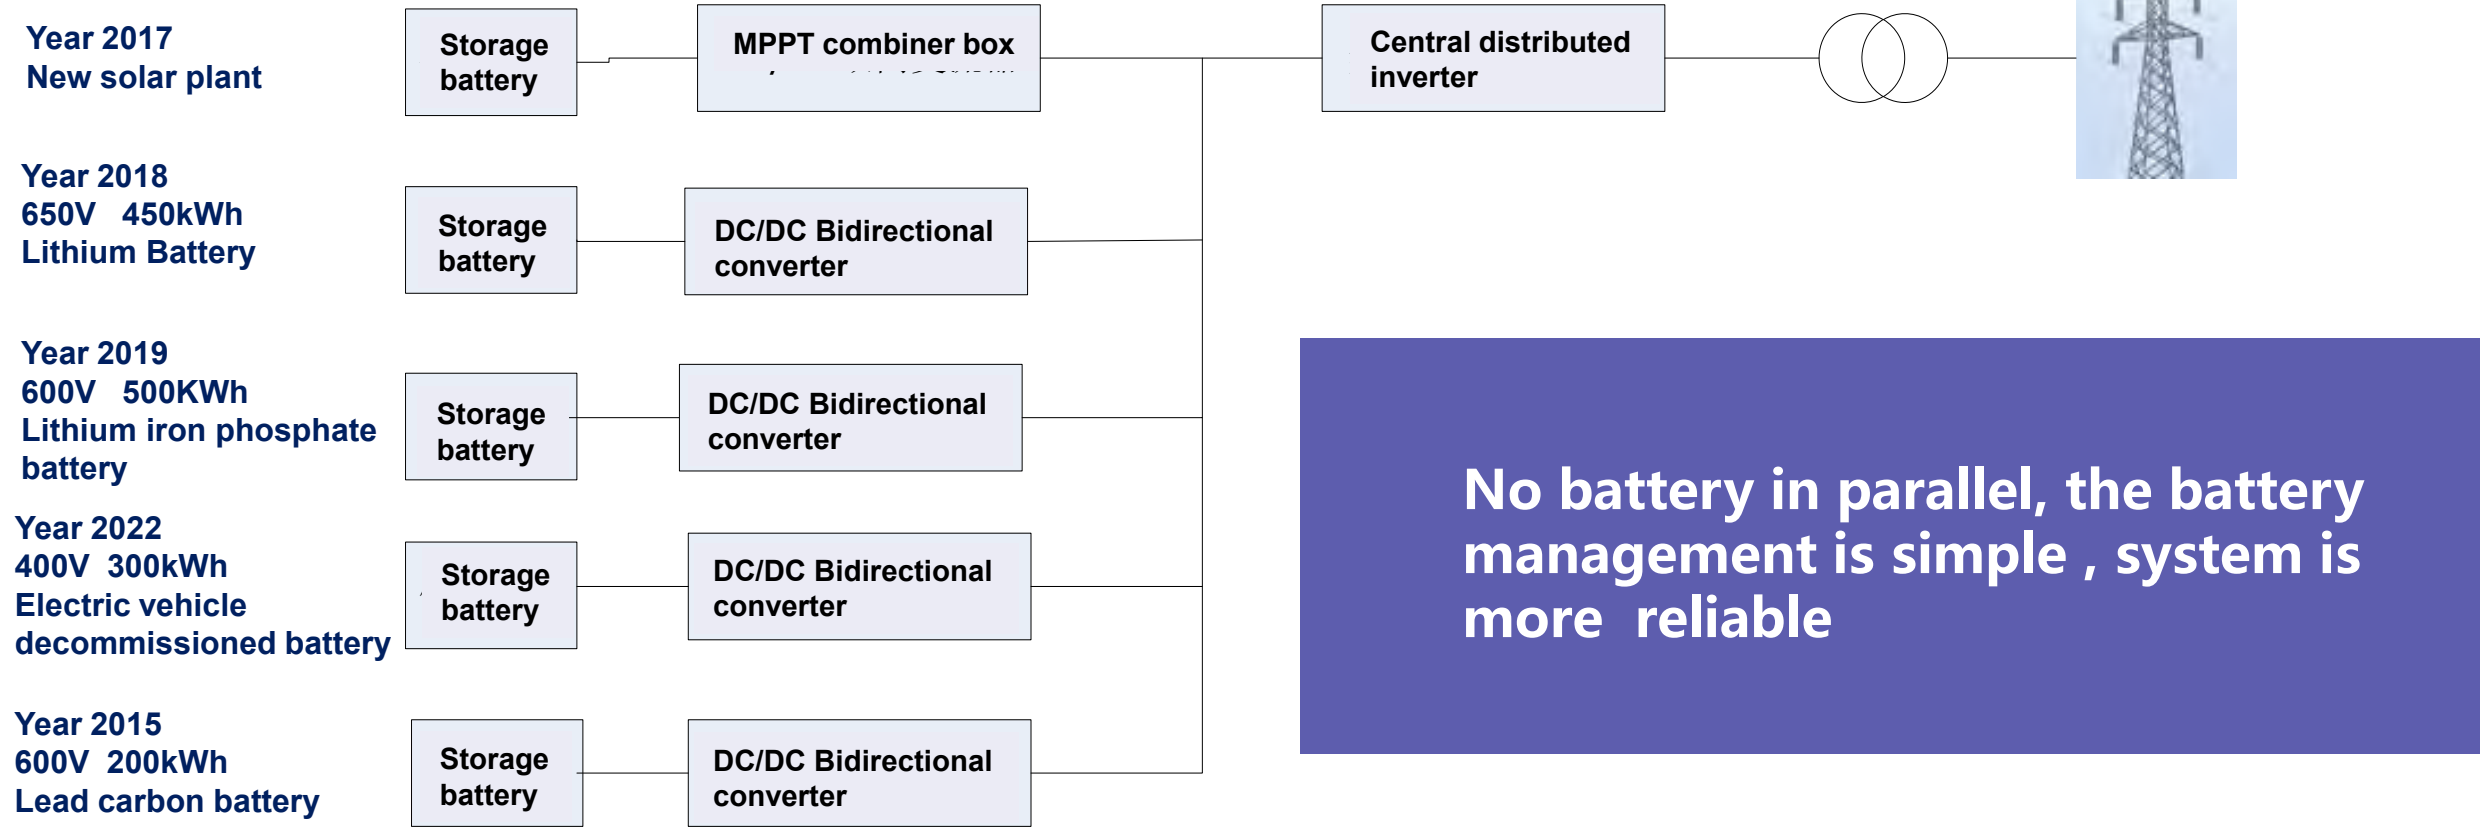 Year 2017
New solar plant
Storage
battery
MPPT combiner box
Central distributed
inverter
Year 2018
650V 450kWh
Lithium Battery
Storage
battery
DC/DC Bidirectional
converter
Year 2019
600V 500KWh
Lithium iron phosphate
battery
Storage
battery
DC/DC Bidirectional
converter
Year 2022
400V 300kWh
Electric vehicle
decommissioned battery
Storage
battery
DC/DC Bidirectional
converter
Year 2015
600V 200kWh
Lead carbon battery
Storage
battery
DC/DC Bidirectional
converter
No battery in parallel, the battery
management is simple , system is
more reliable